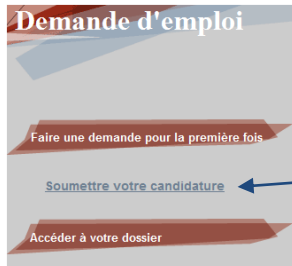 Demande d'emploi
Faire une demande pour la première fois
Soumettre votre candidature
Accéder à votre dossier